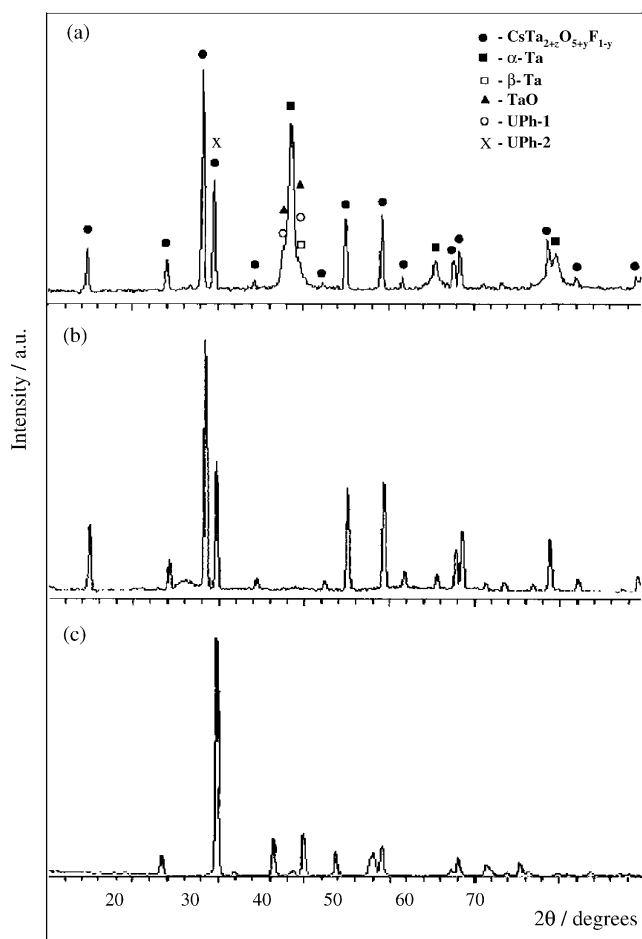 (a)
● - CsTa2+zO5+yF1-y
■ - α-Ta
□ - β-Ta
▲ - TaO
○ - UPh-1
X - UPh-2
X
(b)
Intensity / a.u.
(c)
20 30 40 50 60 70
2θ / degrees